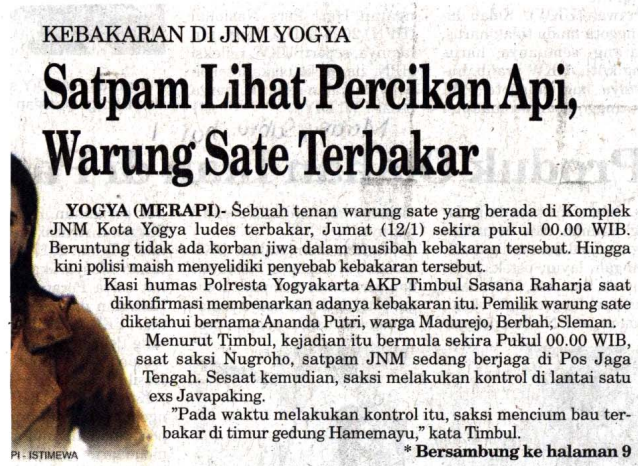 KEBAKARAN DI JNM YOGYA
Satpam Lihat Percikan Api,
Warung Sate Terbakar
YOGYA (MERAPI)- Sebuah tenan warung sate yang berada di Komplek
JNM Kota Yogya ludes terbakar, Jumat (12/1) sekira pukul 00.00 WIB.
Beruntung tidak ada korban jiwa dalam musibah kebakaran tersebut. Hingga
kini polisi maish menyelidiki penyebab kebakaran tersebut.
Kasi humas Polresta Yogyakarta AKP Timbul Sasana Raharja saat
dikonfirmasi membenarkan adanya kebakaran itu. Pemilik warung sate
diketahui bernama Ananda Putri, warga Madurejo, Berbah, Sleman.
Menurut Timbul, kejadian itu bermula sekira Pukul 00.00 WIB,
saat saksi Nugroho, satpam JNM sedang berjaga di Pos Jaga
Tengah. Sesaat kemudian, saksi melakukan kontrol di lantai satu
exs Javapaking.
"Pada waktu melakukan kontrol itu, saksi mencium bau ter-
bakar di timur gedung Hamemayu," kata Timbul.
* Bersambung ke halaman 9
PI - ISTIMEWA